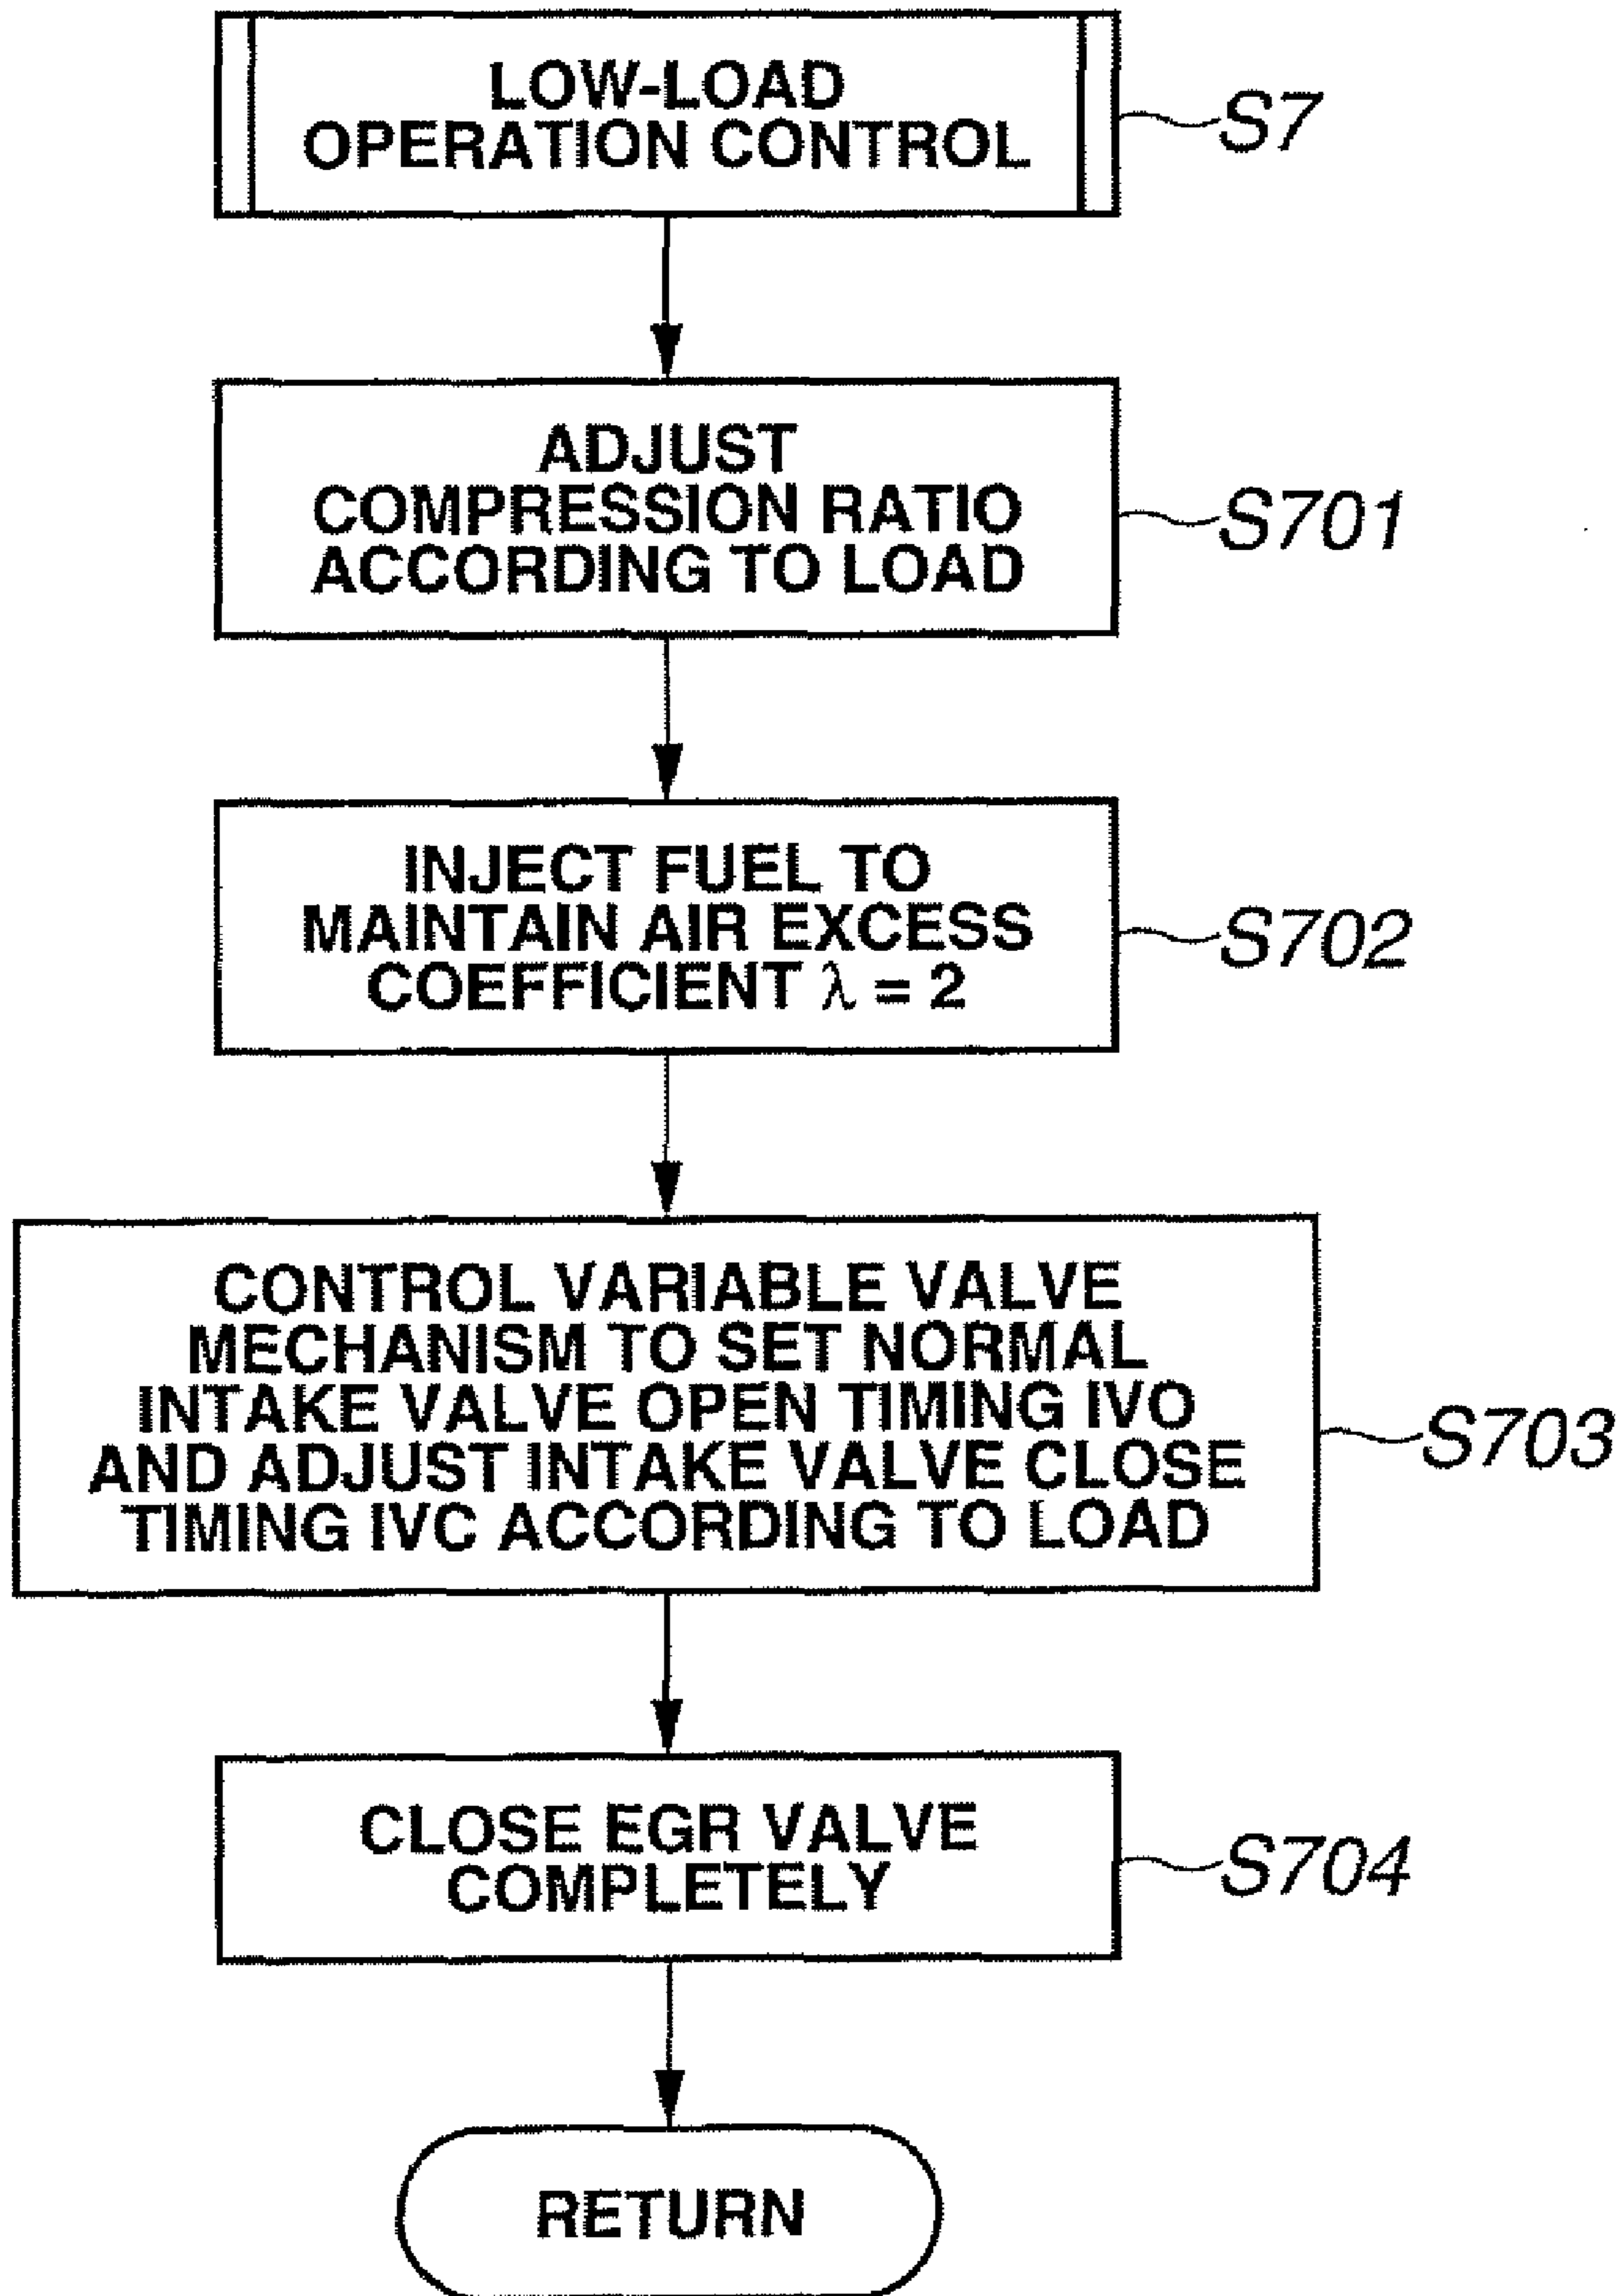 LOW-LOAD
OPERATION CONTROL
S7
ADJUST
COMPRESSION RATIO
ACCORDING TO LOAD
S701
INJECT FUEL TO
MAINTAIN AIR EXCESS
COEFFICIENT λ = 2
S702
CONTROL VARIABLE VALVE
MECHANISM TO SET NORMAL
INTAKE VALVE OPEN TIMING IVO
AND ADJUST INTAKE VALVE CLOSE
TIMING IVC ACCORDING TO LOAD
S703
CLOSE EGR VALVE
COMPLETELY
S704
RETURN